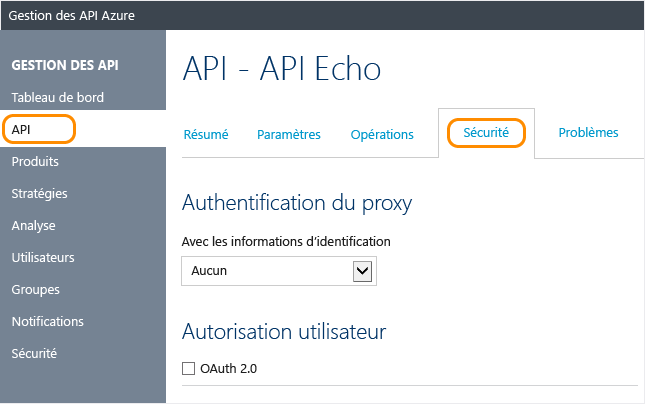 Gestion des API Azure
GESTION DES API
Tableau de bord
API
Produits
Stratégies
Analyse
Utilisateurs
Groupes
Notifications
Sécurité
API - API Echo
Résumé Paramètres Opérations Sécurité Problèmes
Authentification du proxy
Avec les informations d'identification
Aucun
Autorisation utilisateur
OAuth 2.0